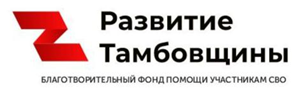 Развитие
Тамбовщины
БЛАГОТВОРИТЕЛЬНЫЙ ФОНД ПОМОЩИ УЧАСТНИКАМ СВО